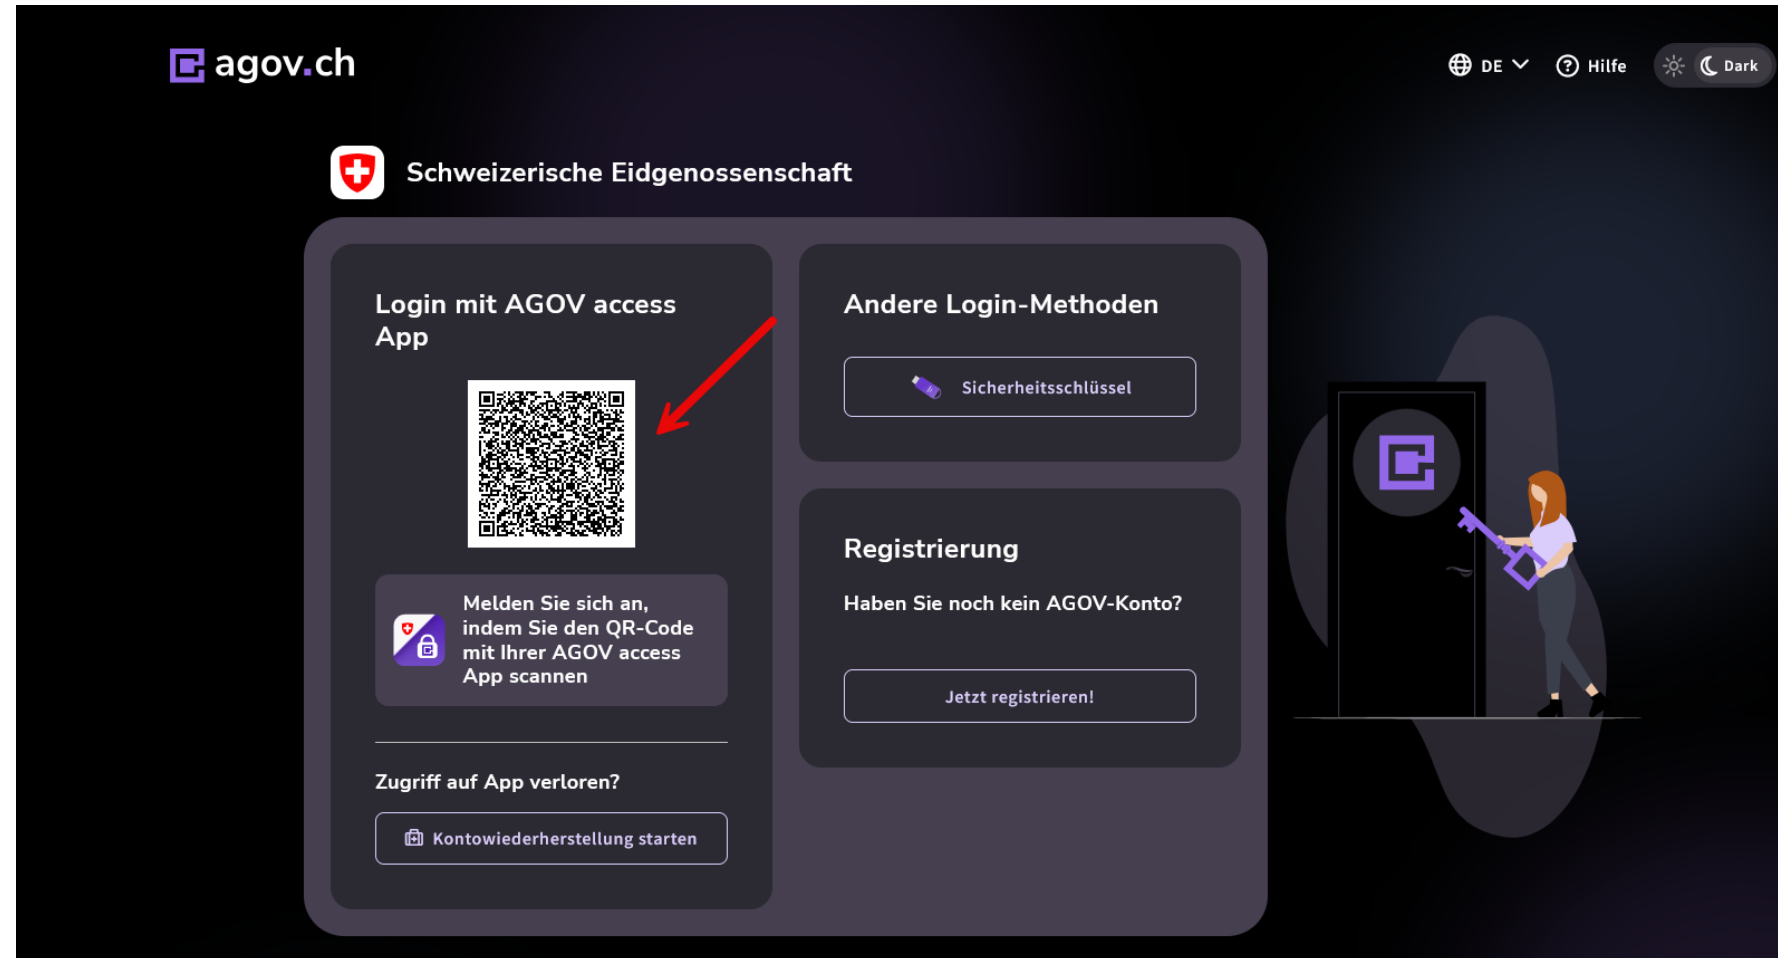 agov.ch
DE
Hilfe
Dark
Schweizerische Eidgenossenschaft
Login mit AGOV access
App
Melden Sie sich an,
indem Sie den QR-Code
mit Ihrer AGOV access
App scannen
Zugriff auf App verloren?
Kontowiederherstellung starten
Andere Login-Methoden
Sicherheitsschlüssel
Registrierung
Haben Sie noch kein AGOV-Konto?
Jetzt registrieren!